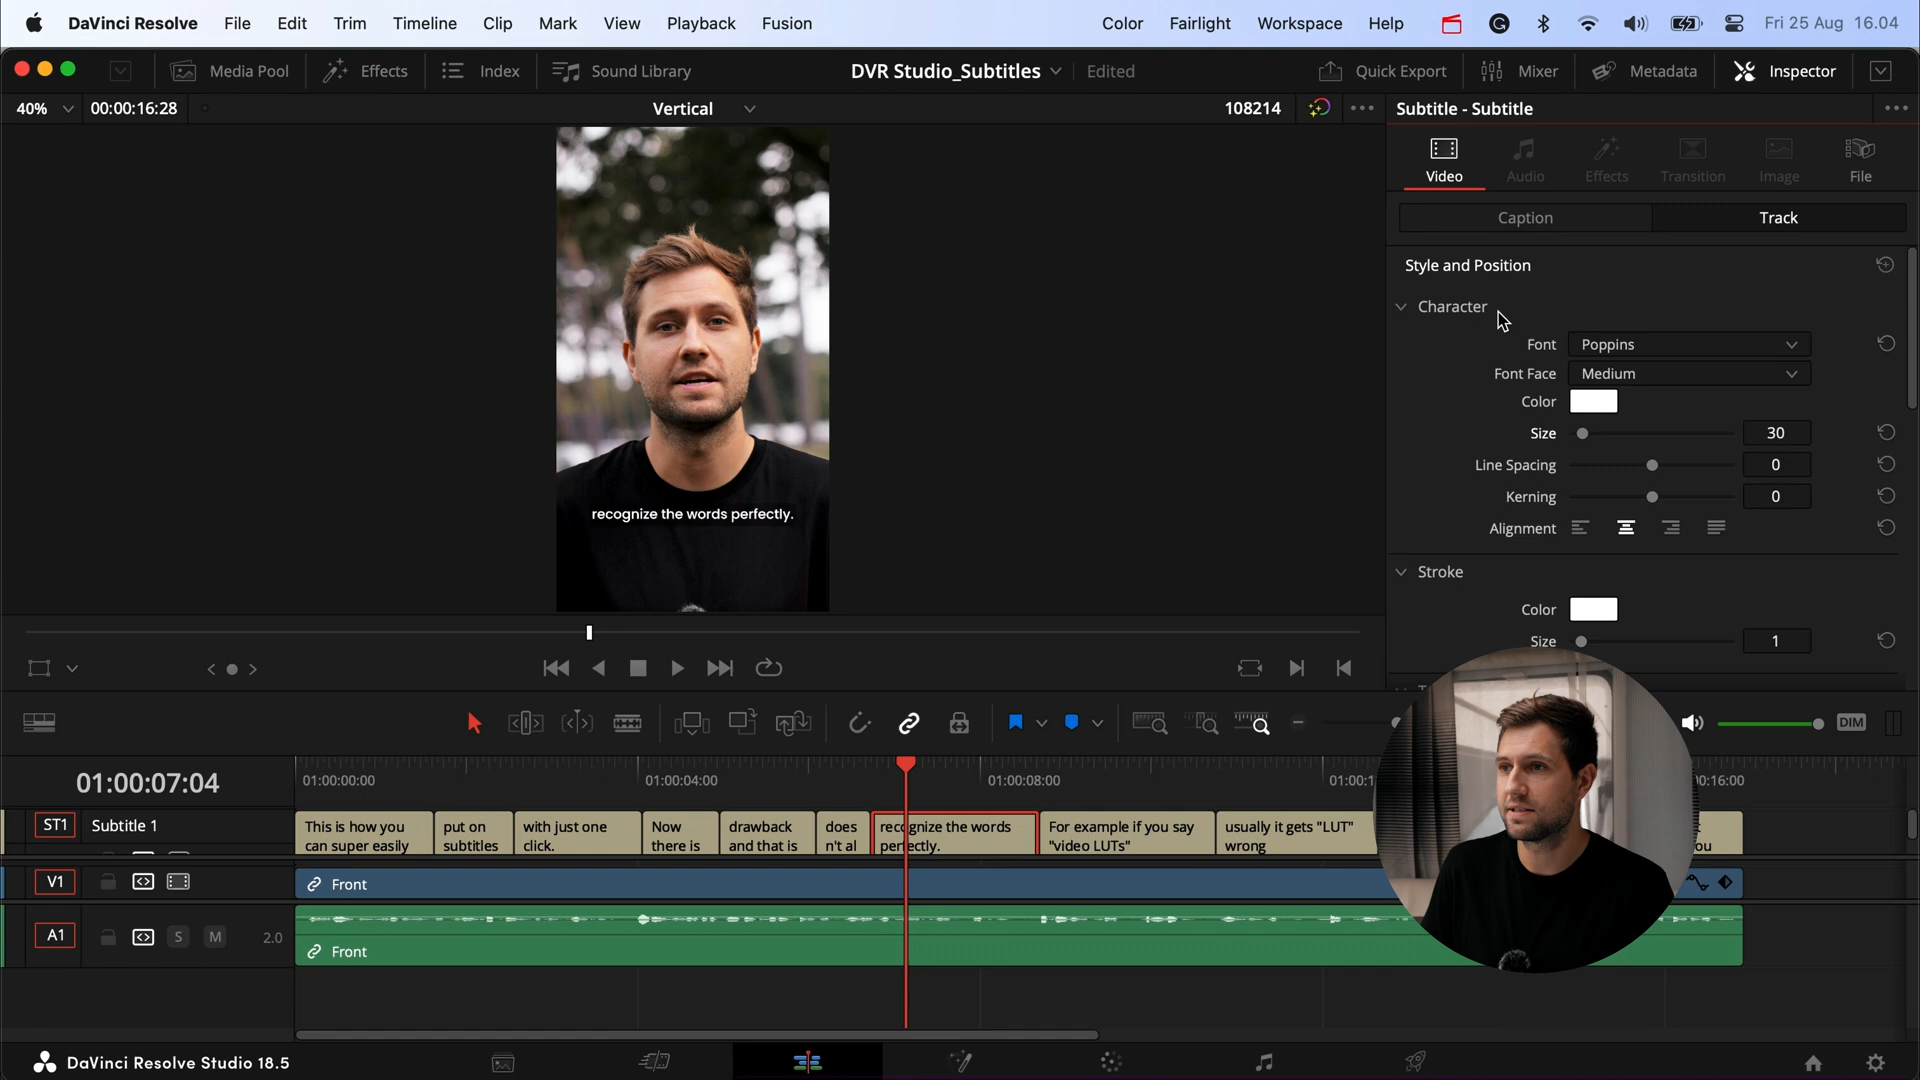 DaVinci Resolve File Edit Trim Timeline Clip Mark View Playback Fusion Color Fairlight Workspace Help Fri 25 Aug 16.04
Media Pool Effects Index Sound Library DVR Studio_Subtitles Edited Quick Export Mixer Metadata Inspector
40% 00:00:16:28 Vertical 108214 Subtitle - Subtitle
Video Audio Effects Transition Image File
Caption Track
Style and Position
Character
Font Poppins
Font Face Medium
Color
Size 30
Line Spacing 0
Kerning 0
Alignment
Stroke
Color
Size 1
recognize the words perfectly.
DIM
01:00:07:04 01:00:00:00 01:00:04:00 01:00:08:00
ST1 Subtitle 1
This is how you
can super easily
put on
subtitles
with just one
click.
Now
there is
drawback
and that is
does
n't al
recognize the words
perfectly.
For example if you say
"video LUTs"
usually it gets "LUT"
wrong
ou
V1 Front
A1 S M 2.0
Front
DaVinci Resolve Studio 18.5